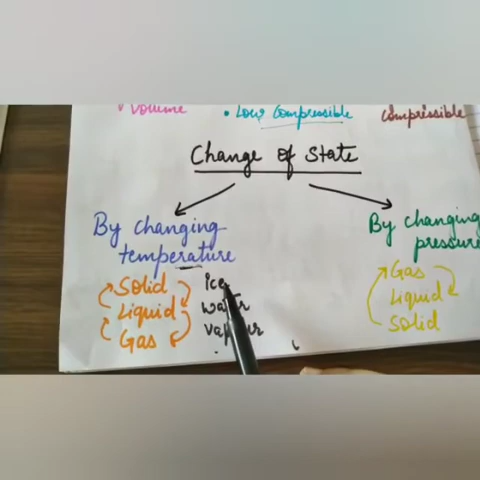 • Volume
• Low Compressible
Compressible
Change of State
By changing
temperature
Solid
Liquid
Gas
Ice
Water
Vapour
By changing
pressure
Gas
Liquid
Solid